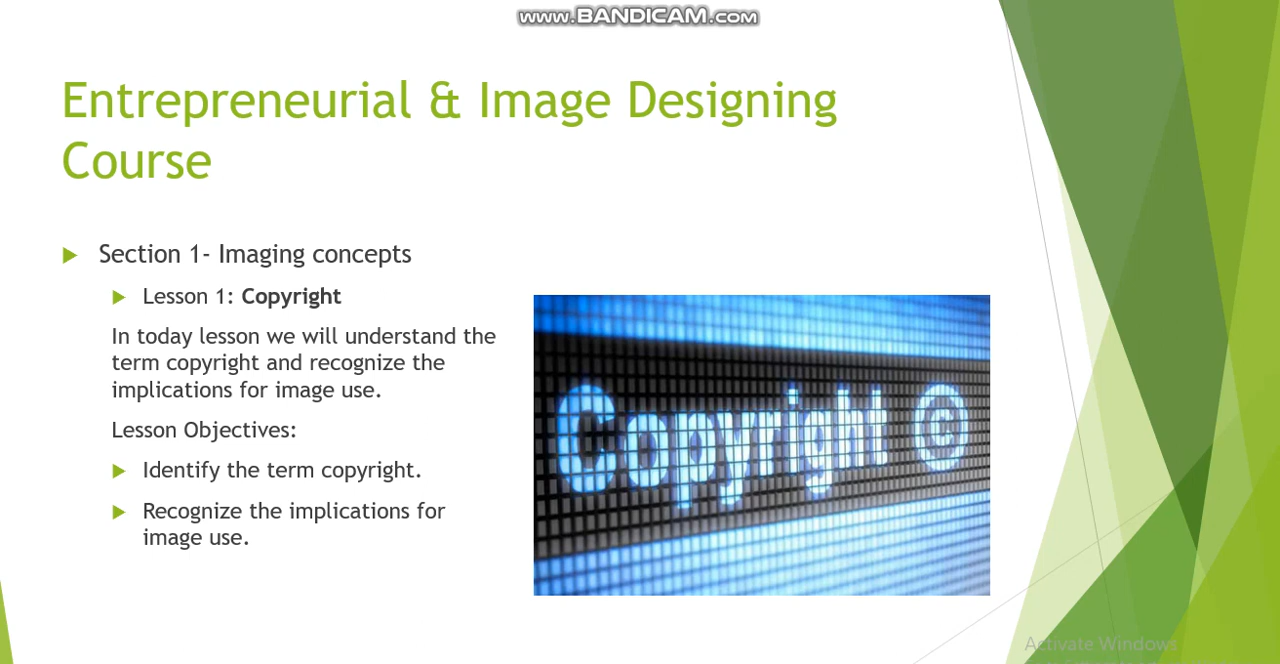 www.BANDICAM.com
Entrepreneurial & Image Designing
Course
Section 1- Imaging concepts
Lesson 1: Copyright
In today lesson we will understand the
term copyright and recognize the
implications for image use.
Lesson Objectives:
Identify the term copyright.
Recognize the implications for
image use.
Copyright ©
Activate Windows